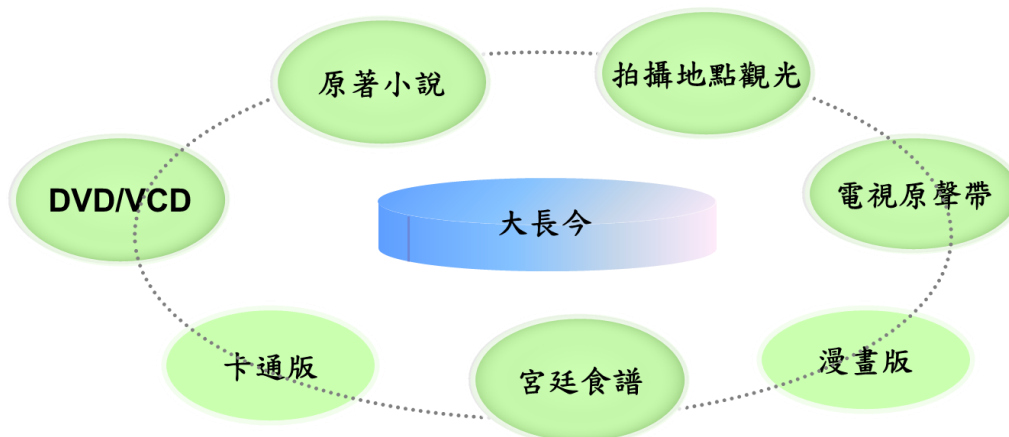 原著小說
拍攝地點觀光
DVD/VCD
電視原聲帶
大長今
卡通版
宮廷食譜
漫畫版